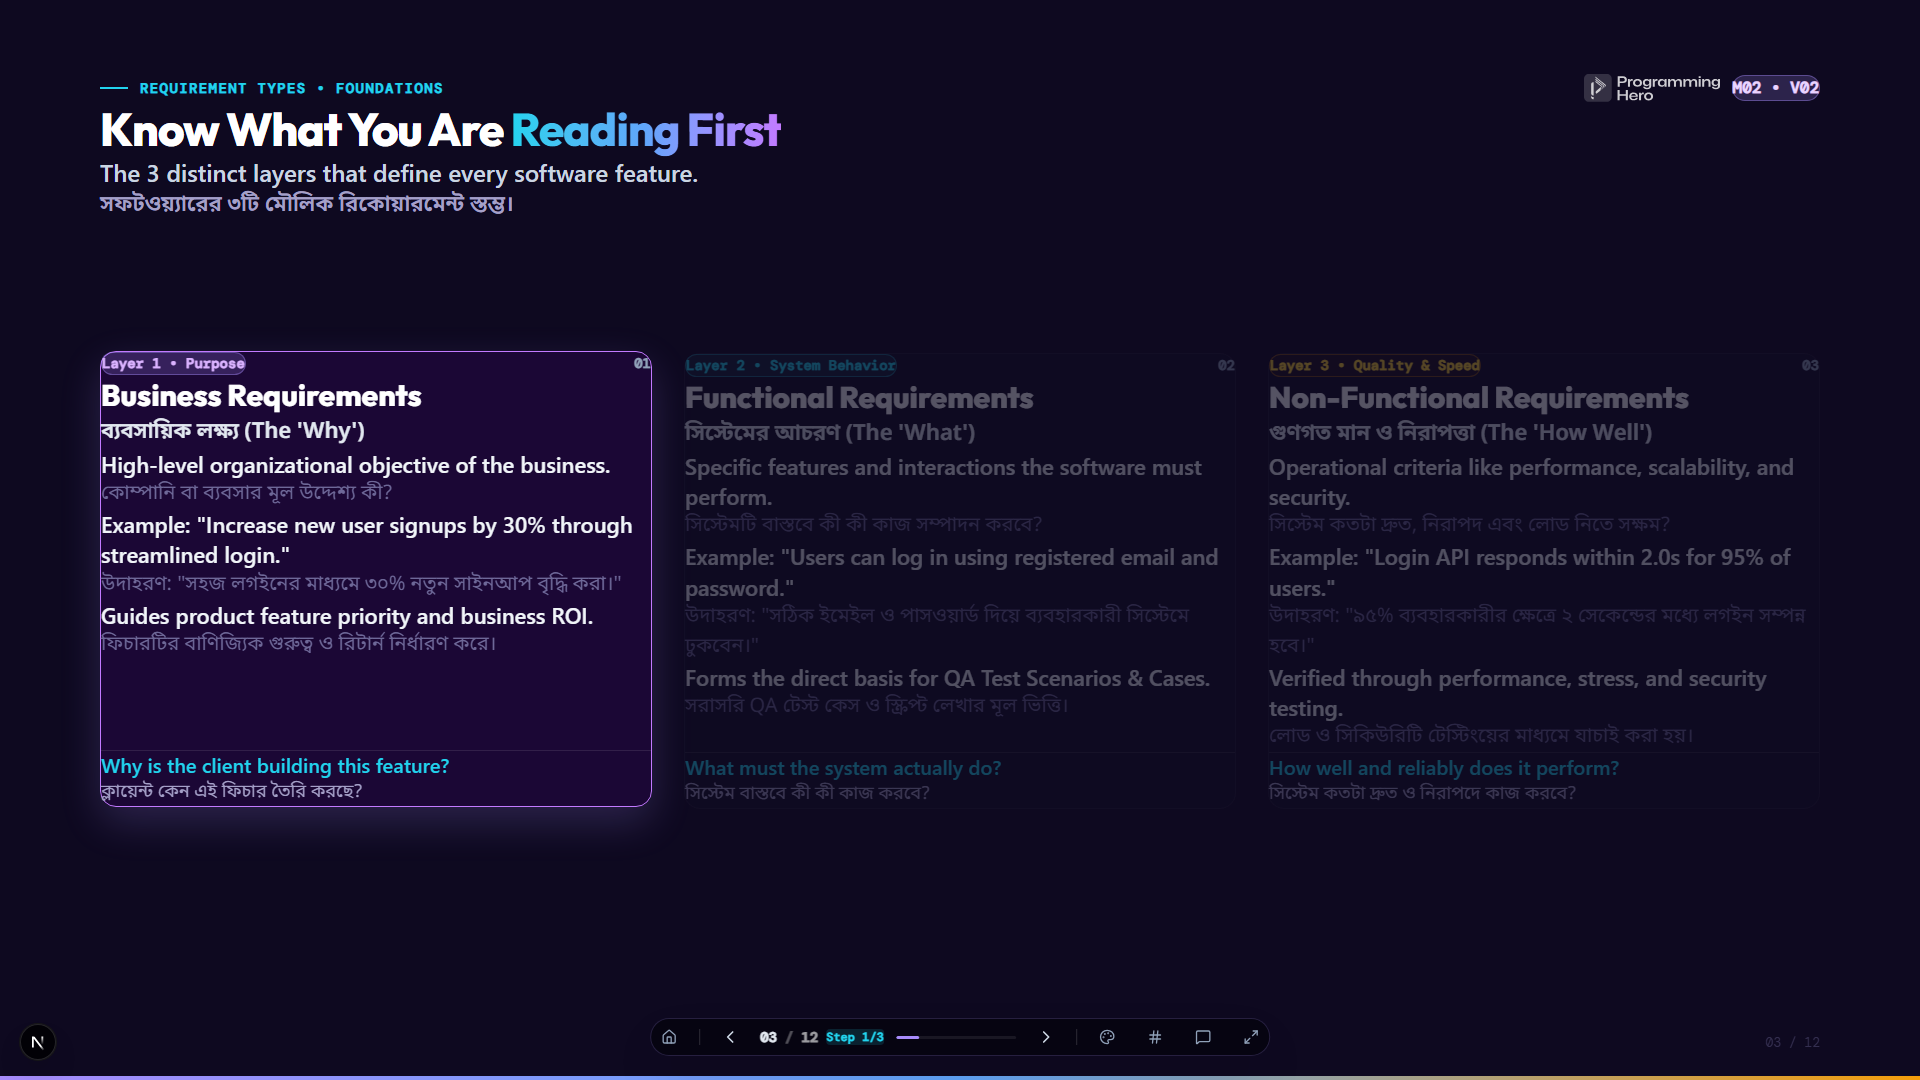 REQUIREMENT TYPES • FOUNDATIONS
Programming
Hero
M02 • V02
Know What You Are Reading First
The 3 distinct layers that define every software feature.
সফটওয়্যারের ৩টি মৌলিক রিকোয়ারমেন্ট স্তম্ভ।
Layer 1 • Purpose
01
Business Requirements
ব্যবসায়িক লক্ষ্য (The 'Why')
High-level organizational objective of the business.
কোম্পানি বা ব্যবসার মূল উদ্দেশ্য কী?
Example: "Increase new user signups by 30% through
streamlined login."
উদাহরণ: "সহজ লগইনের মাধ্যমে ৩০% নতুন সাইনআপ বৃদ্ধি করা।"
Guides product feature priority and business ROI.
ফিচারটির বাণিজ্যিক গুরুত্ব ও রিটার্ন নির্ধারণ করে।
Why is the client building this feature?
ক্লায়েন্ট কেন এই ফিচার তৈরি করছে?
Layer 2 • System Behavior
02
Functional Requirements
সিস্টেমের আচরণ (The 'What')
Specific features and interactions the software must
perform.
সিস্টেমটি বাস্তবে কী কী কাজ সম্পাদন করবে?
Example: "Users can log in using registered email and
password."
উদাহরণ: "সঠিক ইমেইল ও পাসওয়ার্ড দিয়ে ব্যবহারকারী সিস্টেমে
ঢুকবেন।"
Forms the direct basis for QA Test Scenarios & Cases.
সরাসরি QA টেস্ট কেস ও স্ক্রিপ্ট লেখার মূল ভিত্তি।
What must the system actually do?
সিস্টেম বাস্তবে কী কী কাজ করবে?
Layer 3 • Quality & Speed
03
Non-Functional Requirements
গুণগত মান ও নিরাপত্তা (The 'How Well')
Operational criteria like performance, scalability, and
security.
সিস্টেম কতটা দ্রুত, নিরাপদ এবং লোড নিতে সক্ষম?
Example: "Login API responds within 2.0s for 95% of
users."
উদাহরণ: "৯৫% ব্যবহারকারীর ক্ষেত্রে ২ সেকেন্ডের মধ্যে লগইন সম্পন্ন
হবে।"
Verified through performance, stress, and security
testing.
লোড ও সিকিউরিটি টেস্টিংয়ের মাধ্যমে যাচাই করা হয়।
How well and reliably does it perform?
সিস্টেম কতটা দ্রুত ও নিরাপদে কাজ করবে?
N
03 / 12 Step 1/3
03 / 12